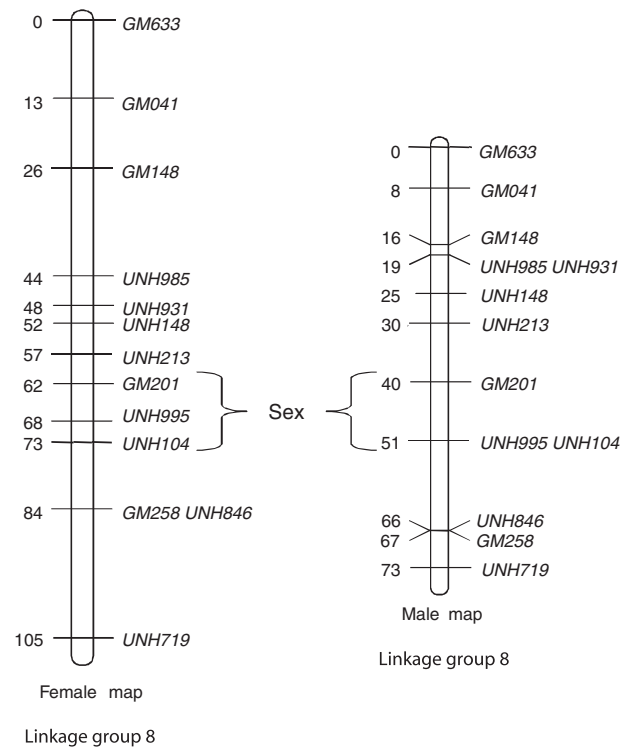 0 GM633
13 GM041
26 GM148
44 UNH985
48 UNH931
52 UNH148
57 UNH213
62 GM201
68 UNH995
73 UNH104
84 GM258 UNH846
105 UNH719
Female map
Linkage group 8
Sex
0 GM633
8 GM041
16 GM148
19 UNH985 UNH931
25 UNH148
30 UNH213
40 GM201
51 UNH995 UNH104
66 UNH846
67 GM258
73 UNH719
Male map
Linkage group 8